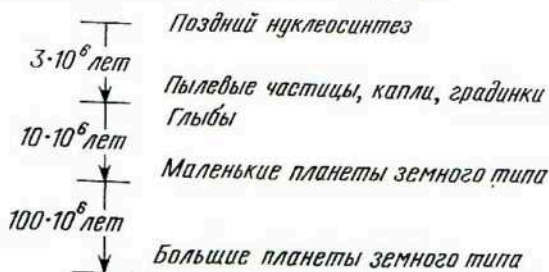 Поздний нуклеосинтез
3·10⁶ лет
Пылевые частицы, капли, градинки
Глыбы
10·10⁶ лет
Маленькие планеты земного типа
100·10⁶ лет
Большие планеты земного типа